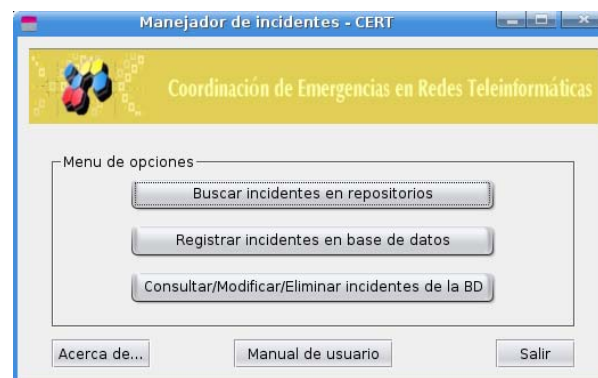 Manejador de incidentes - CERT
Coordinación de Emergencias en Redes Teleinformáticas
Menu de opciones
Buscar incidentes en repositorios
Registrar incidentes en base de datos
Consultar/Modificar/Eliminar incidentes de la BD
Acerca de... Manual de usuario Salir